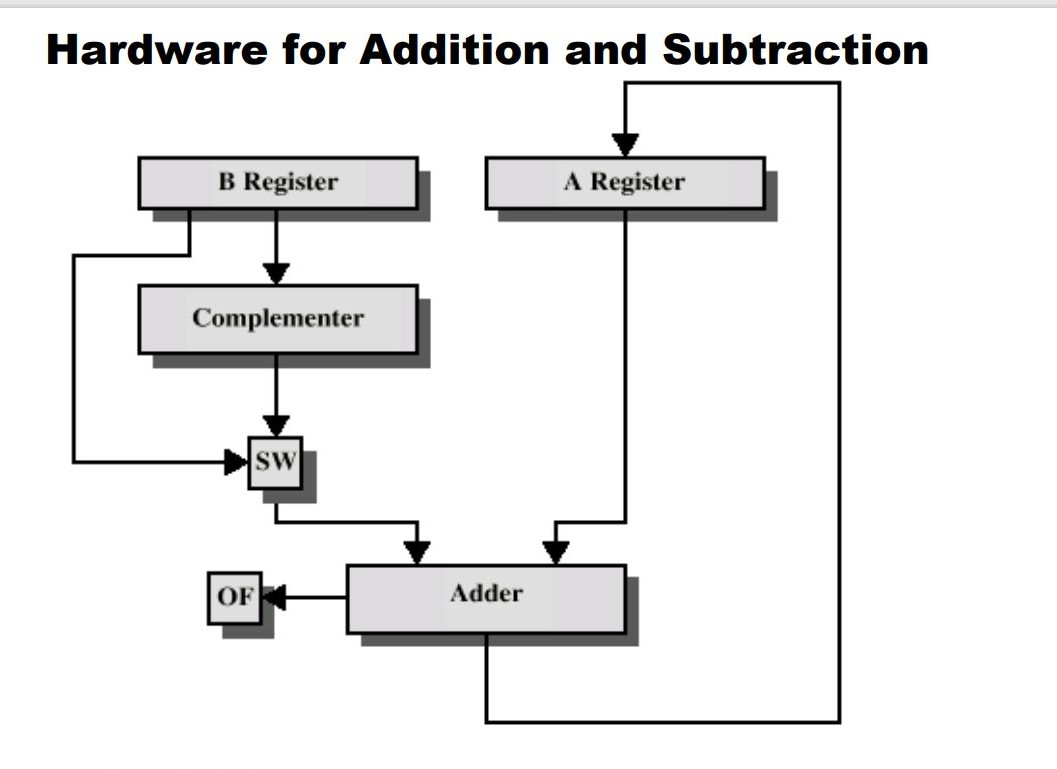 Hardware for Addition and Subtraction
B Register
A Register
Complementer
SW
OF
Adder